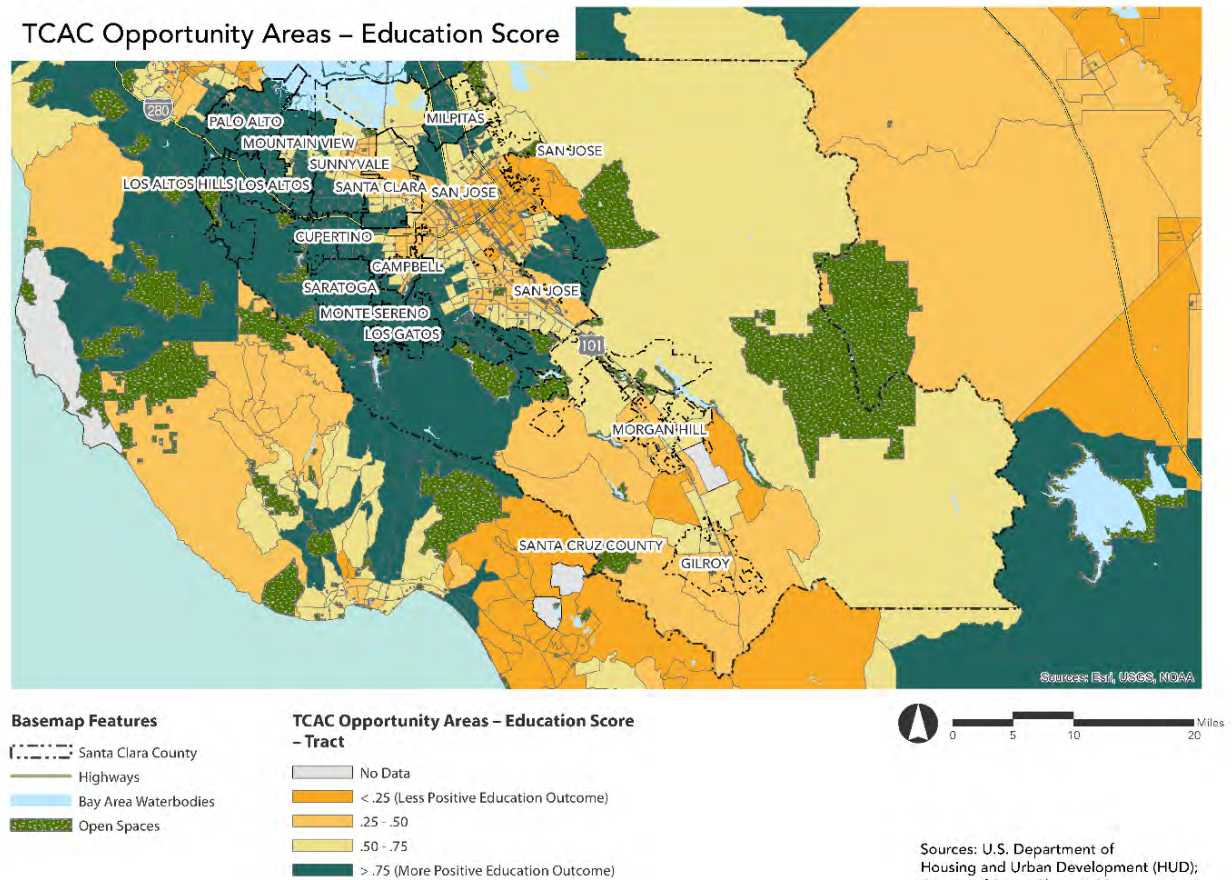 TCAC Opportunity Areas – Education Score
280
PALO ALTO
MILPITAS
MOUNTAIN VIEW
SAN JOSE
SUNNYVALE
LOS ALTOS HILLS
LOS ALTOS
SANTA CLARA
SAN JOSE
CUPERTINO
CAMPBELL
SARATOGA
SAN JOSE
MONTE SERENO
LOS GATOS
101
MORGAN HILL
SANTA CRUZ COUNTY
GILROY
Sources: Esri, USGS, NOAA
Basemap Features
Santa Clara County
Highways
Bay Area Waterbodies
Open Spaces
TCAC Opportunity Areas – Education Score
– Tract
No Data
< .25 (Less Positive Education Outcome)
.25 - .50
.50 - .75
> .75 (More Positive Education Outcome)
Miles
0 5 10 20
Sources: U.S. Department of
Housing and Urban Development (HUD);